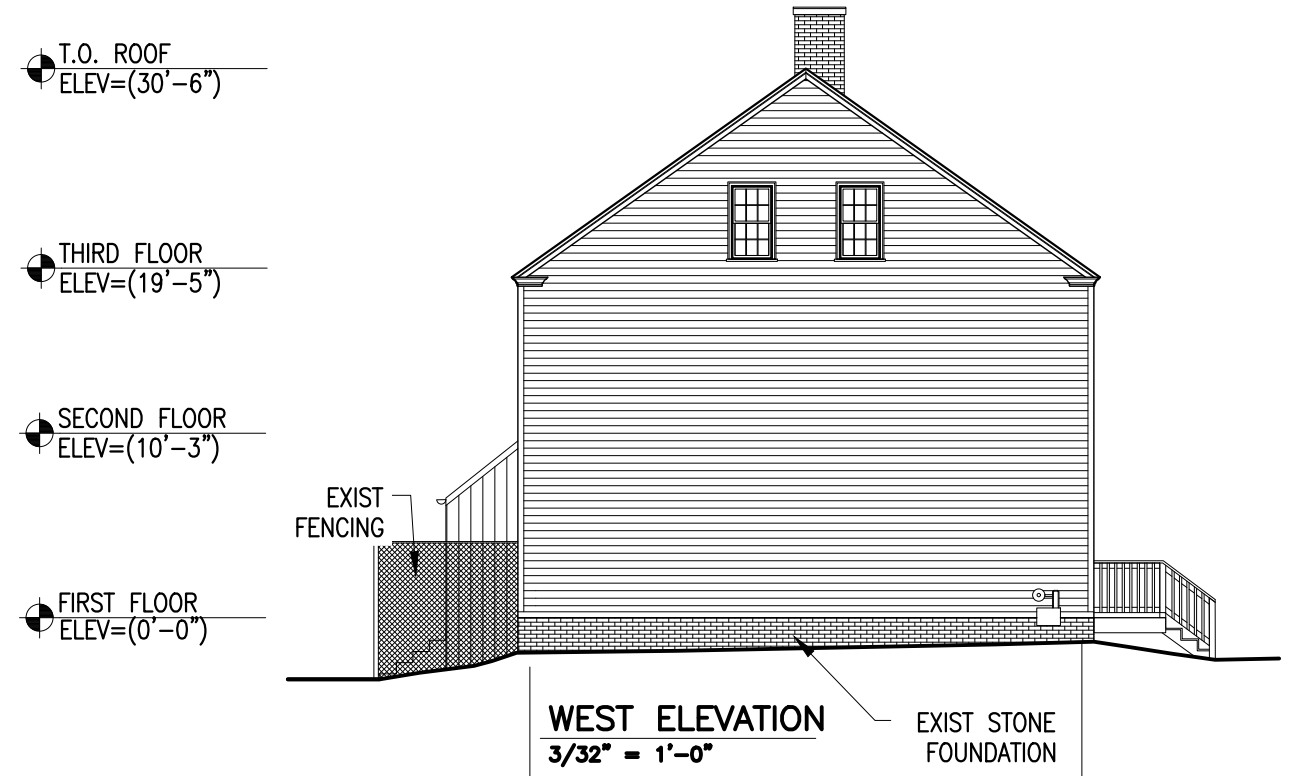 T.O. ROOF
ELEV=(30'-6")
THIRD FLOOR
ELEV=(19'-5")
SECOND FLOOR
ELEV=(10'-3")
EXIST
FENCING
FIRST FLOOR
ELEV=(0'-0")
WEST ELEVATION
3/32" = 1'-0"
EXIST STONE
FOUNDATION